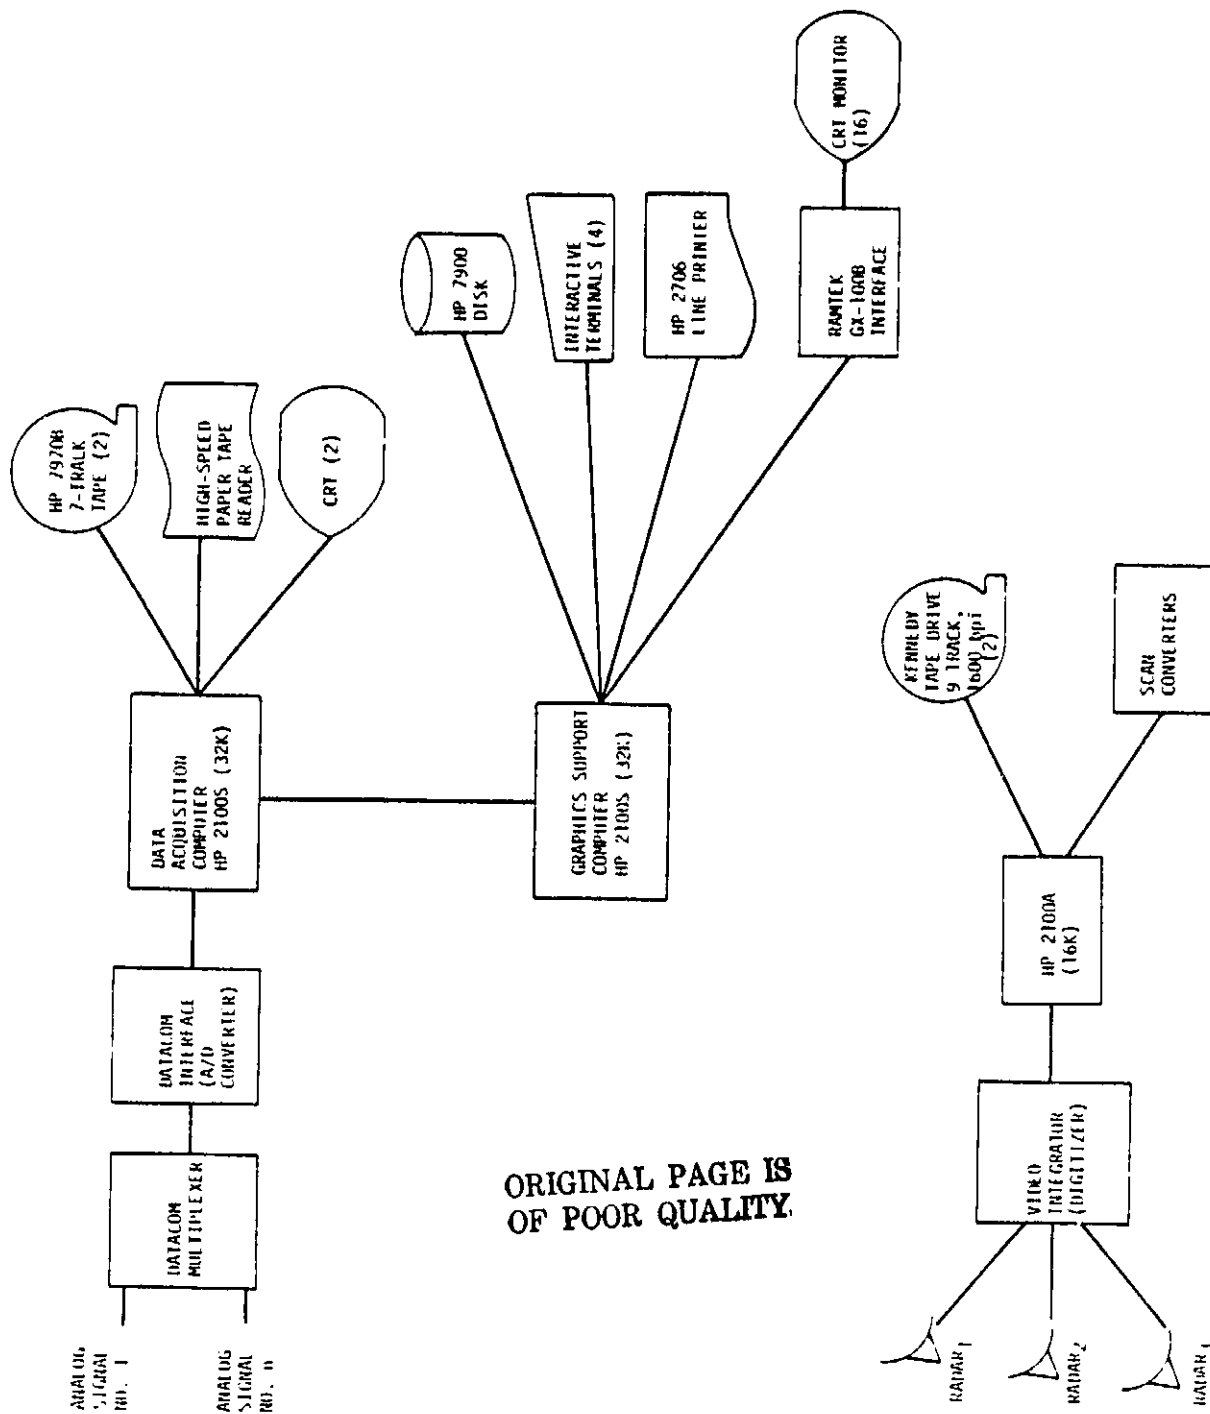 ANALOG
SIGNAL
NO. 1
ANALOG
SIGNAL
NO. n
DATACOM
MULTIPLEXER
DATACOM
INTERFACE
(A/D
CONVERTER)
DATA
ACQUISITION
COMPUTER
HP 2100S (32K)
HP 7970B
7-TRACK
TAPE (2)
HIGH-SPEED
PAPER TAPE
READER
CRT (2)
GRAPHICS SUPPORT
COMPUTER
HP 2100S (32K)
HP 7900
DISK
INTERACTIVE
TERMINALS (4)
HP 2706
LINE PRINTER
RAMTEK
GX-100B
INTERFACE
CRT MONITOR
(16)
ORIGINAL PAGE IS
OF POOR QUALITY
RADAR1
RADAR2
RADAR
VIDEO
INTEGRATOR
(DIGITIZER)
HP 2100A
(16K)
KENNEDY
TAPE DRIVE
9 TRACK,
1600 bpi
(2)
SCAN
CONVERTERS